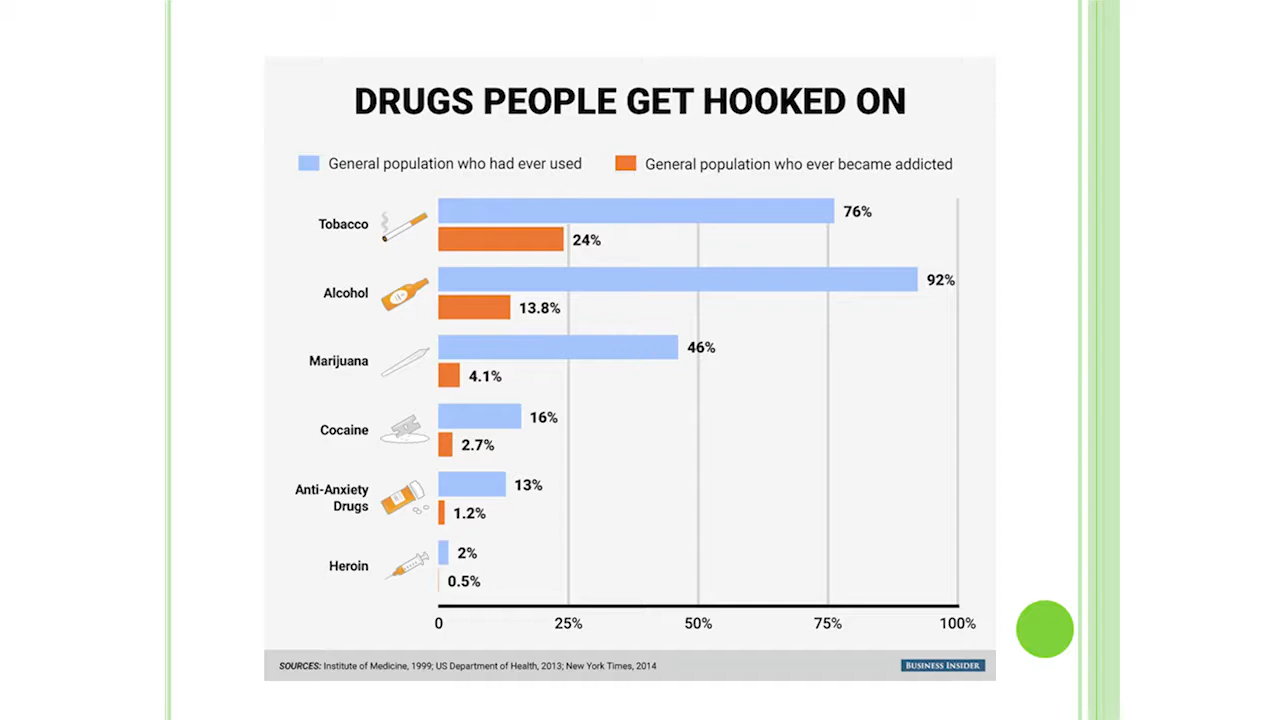 DRUGS PEOPLE GET HOOKED ON
General population who had ever used
General population who ever became addicted
Tobacco
76%
24%
Alcohol
92%
13.8%
Marijuana
46%
4.1%
Cocaine
16%
2.7%
Anti-Anxiety
Drugs
13%
1.2%
Heroin
2%
0.5%
0 25% 50% 75% 100%
SOURCES: Institute of Medicine, 1999; US Department of Health, 2013; New York Times, 2014
BUSINESS INSIDER